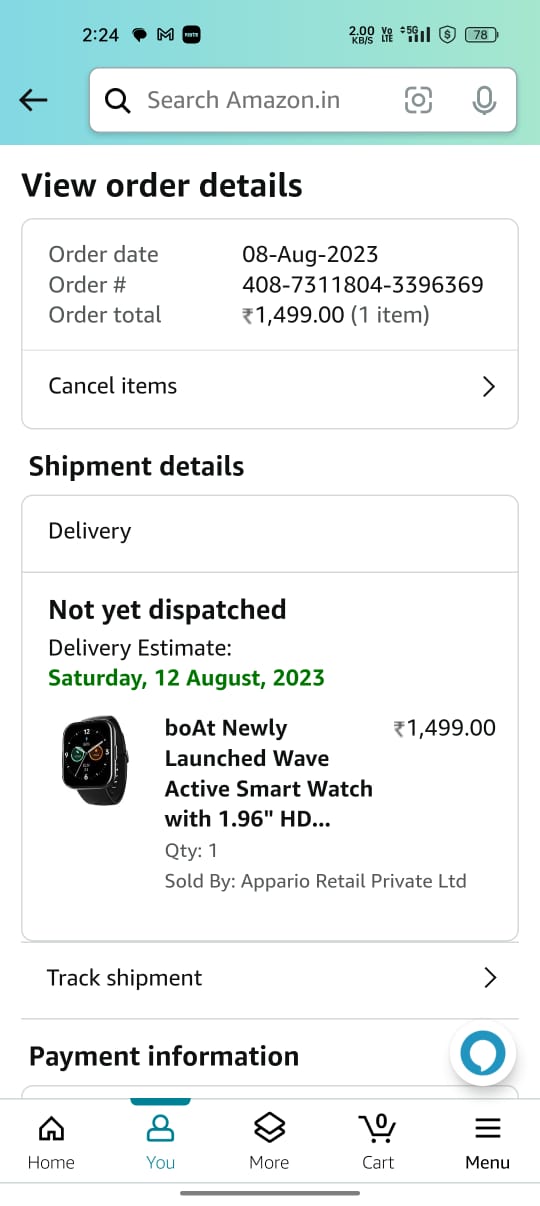 2:24
2.00 KB/S VoLTE 5G 78
Search Amazon.in
View order details
Order date 08-Aug-2023
Order # 408-7311804-3396369
Order total ₹1,499.00 (1 item)
Cancel items
Shipment details
Delivery
Not yet dispatched
Delivery Estimate:
Saturday, 12 August, 2023
boAt Newly ₹1,499.00
Launched Wave
Active Smart Watch
with 1.96" HD...
Qty: 1
Sold By: Appario Retail Private Ltd
Track shipment
Payment information
0
Home You More Cart Menu